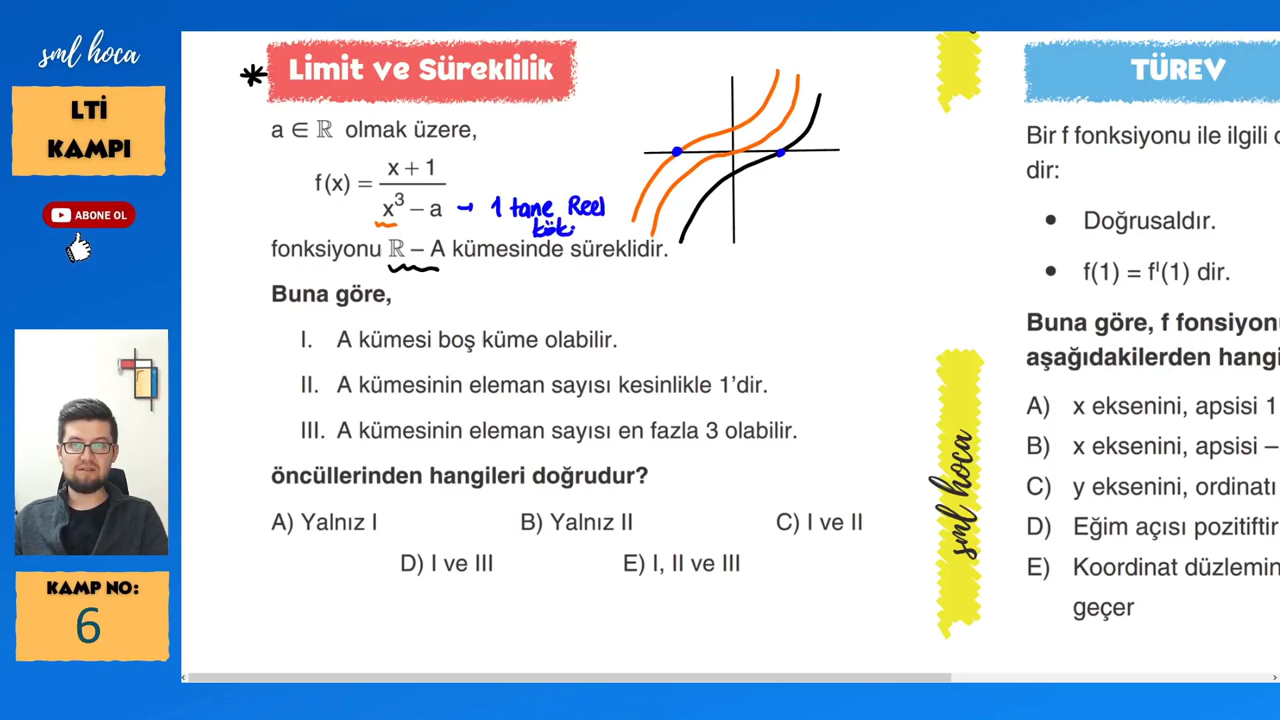 sml hoca
LTİ
KAMPI
ABONE OL
KAMP NO:
6
* Limit ve Süreklilik
a ∈ ℝ olmak üzere,
f(x) = (x + 1) / (x³ – a) → 1 tane Reel
kök
fonksiyonu ℝ – A kümesinde süreklidir.
Buna göre,
I. A kümesi boş küme olabilir.
II. A kümesinin eleman sayısı kesinlikle 1'dir.
III. A kümesinin eleman sayısı en fazla 3 olabilir.
öncüllerinden hangileri doğrudur?
A) Yalnız I B) Yalnız II C) I ve II
D) I ve III E) I, II ve III
sml hoca
TÜREV
Bir f fonksiyonu ile ilgili
dir:
• Doğrusaldır.
• f(1) = fᴵ(1) dir.
Buna göre, f fonsiyon
aşağıdakilerden hangi
A) x eksenini, apsisi 1
B) x eksenini, apsisi –
C) y eksenini, ordinatı
D) Eğim açısı pozitiftir
E) Koordinat düzlemin
geçer